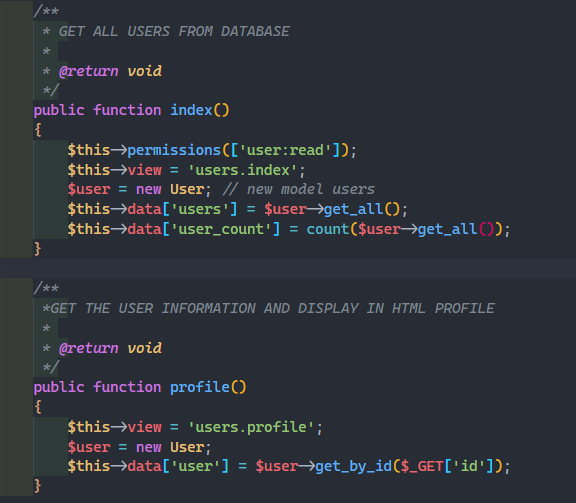 /**
 * GET ALL USERS FROM DATABASE
 *
 * @return void
 */
public function index()
{
    $this->permissions(['user:read']);
    $this->view = 'users.index';
    $user = new User; // new model users
    $this->data['users'] = $user->get_all();
    $this->data['user_count'] = count($user->get_all());
}

/**
 *GET THE USER INFORMATION AND DISPLAY IN HTML PROFILE
 *
 * @return void
 */
public function profile()
{
    $this->view = 'users.profile';
    $user = new User;
    $this->data['user'] = $user->get_by_id($_GET['id']);
}